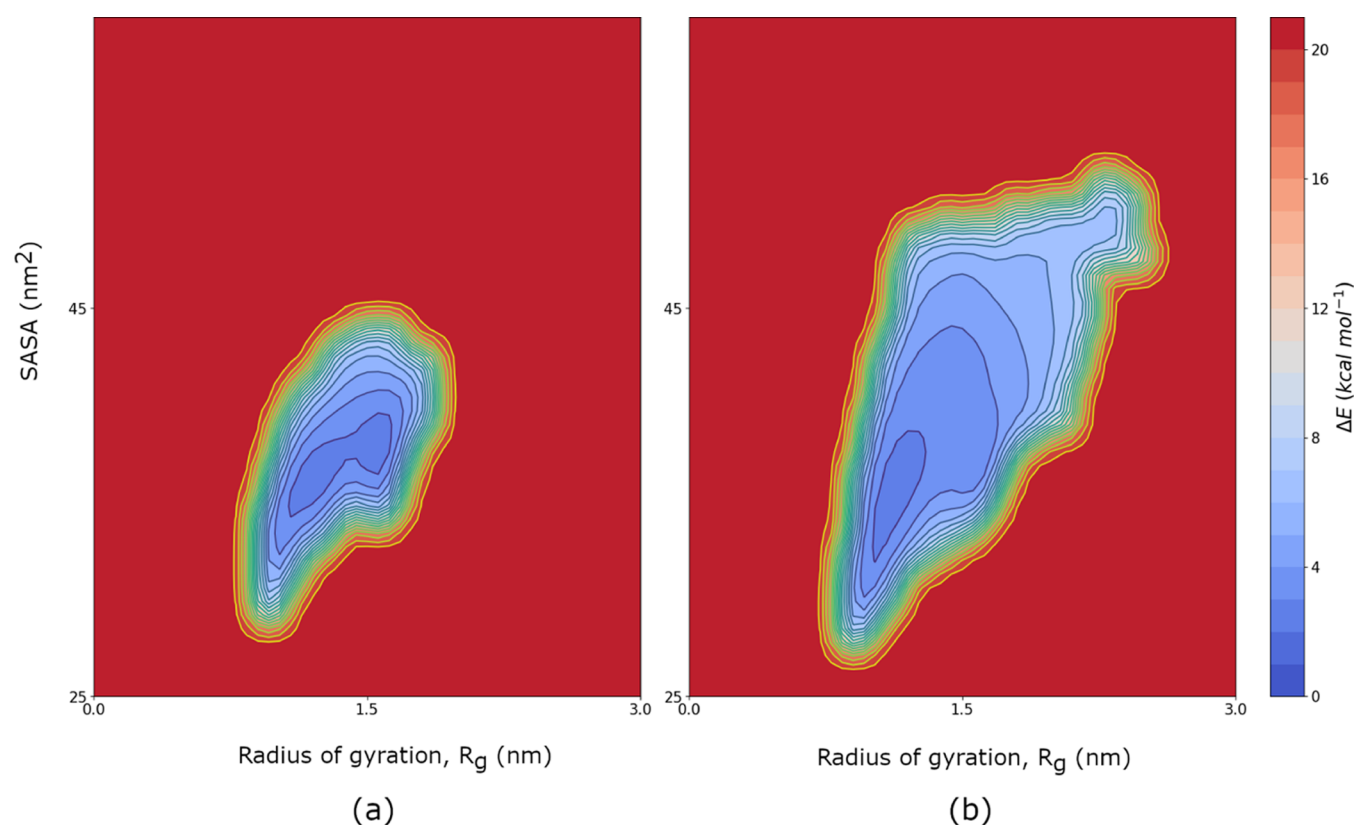 SASA (nm²)
45
25
0.0
1.5
3.0
Radius of gyration, Rg (nm)
(a)
45
25
0.0
1.5
3.0
Radius of gyration, Rg (nm)
(b)
20
16
12
8
4
0
ΔE (kcal mol⁻¹)